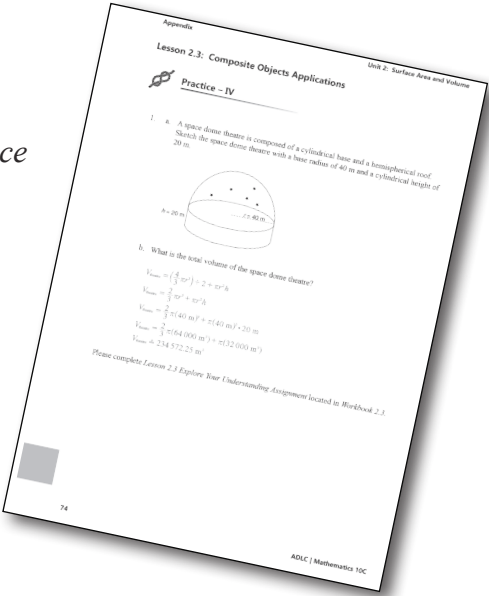 ce
Appendix
Unit 2: Surface Area and Volume
Lesson 2.3: Composite Objects Applications
Practice – IV
1. a. A space dome theatre is composed of a cylindrical base and a hemispherical roof.
Sketch the space dome theatre with a base radius of 40 m and a cylindrical height of
20 m.
h = 20 m
r = 40 m
b. What is the total volume of the space dome theatre?
= (4/3 πr³) ÷ 2 + πr²h
= 2/3 πr³ + πr²h
= 2/3 π(40 m)³ + π(40 m)² • 20 m
= 2/3 π(64 000 m³) + π(32 000 m³)
= 234 572.25 m³
Please complete Lesson 2.3 Explore Your Understanding Assignment located in Workbook 2.3.
74
ADLC | Mathematics 10C